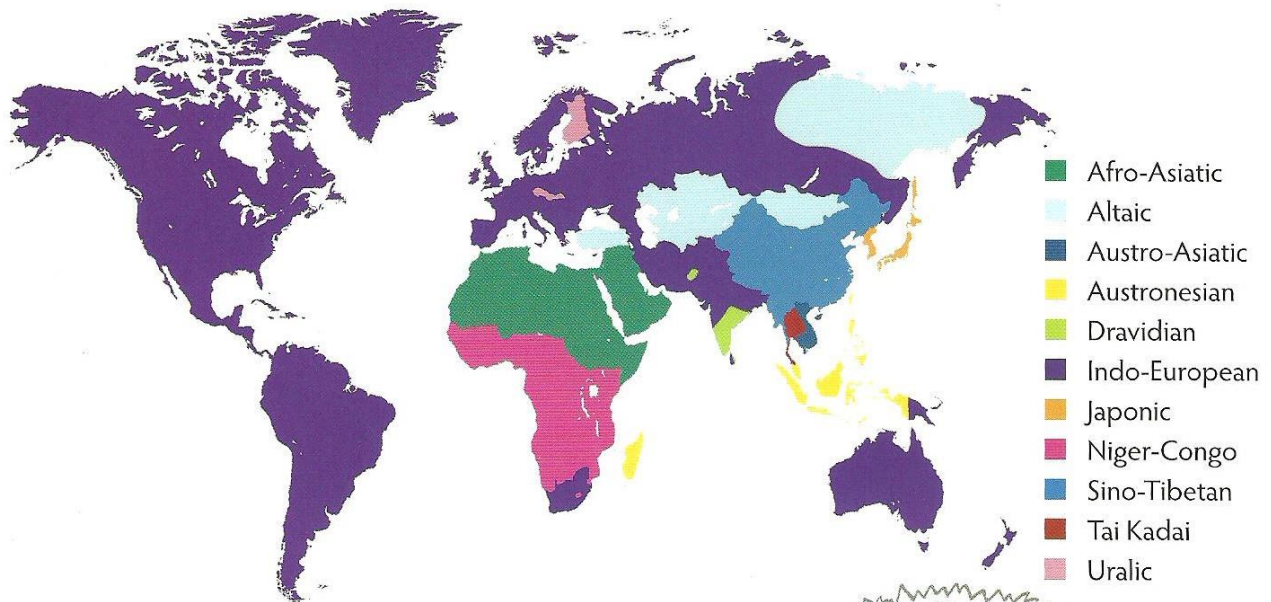 Afro-Asiatic
Altaic
Austro-Asiatic
Austronesian
Dravidian
Indo-European
Japonic
Niger-Congo
Sino-Tibetan
Tai Kadai
Uralic